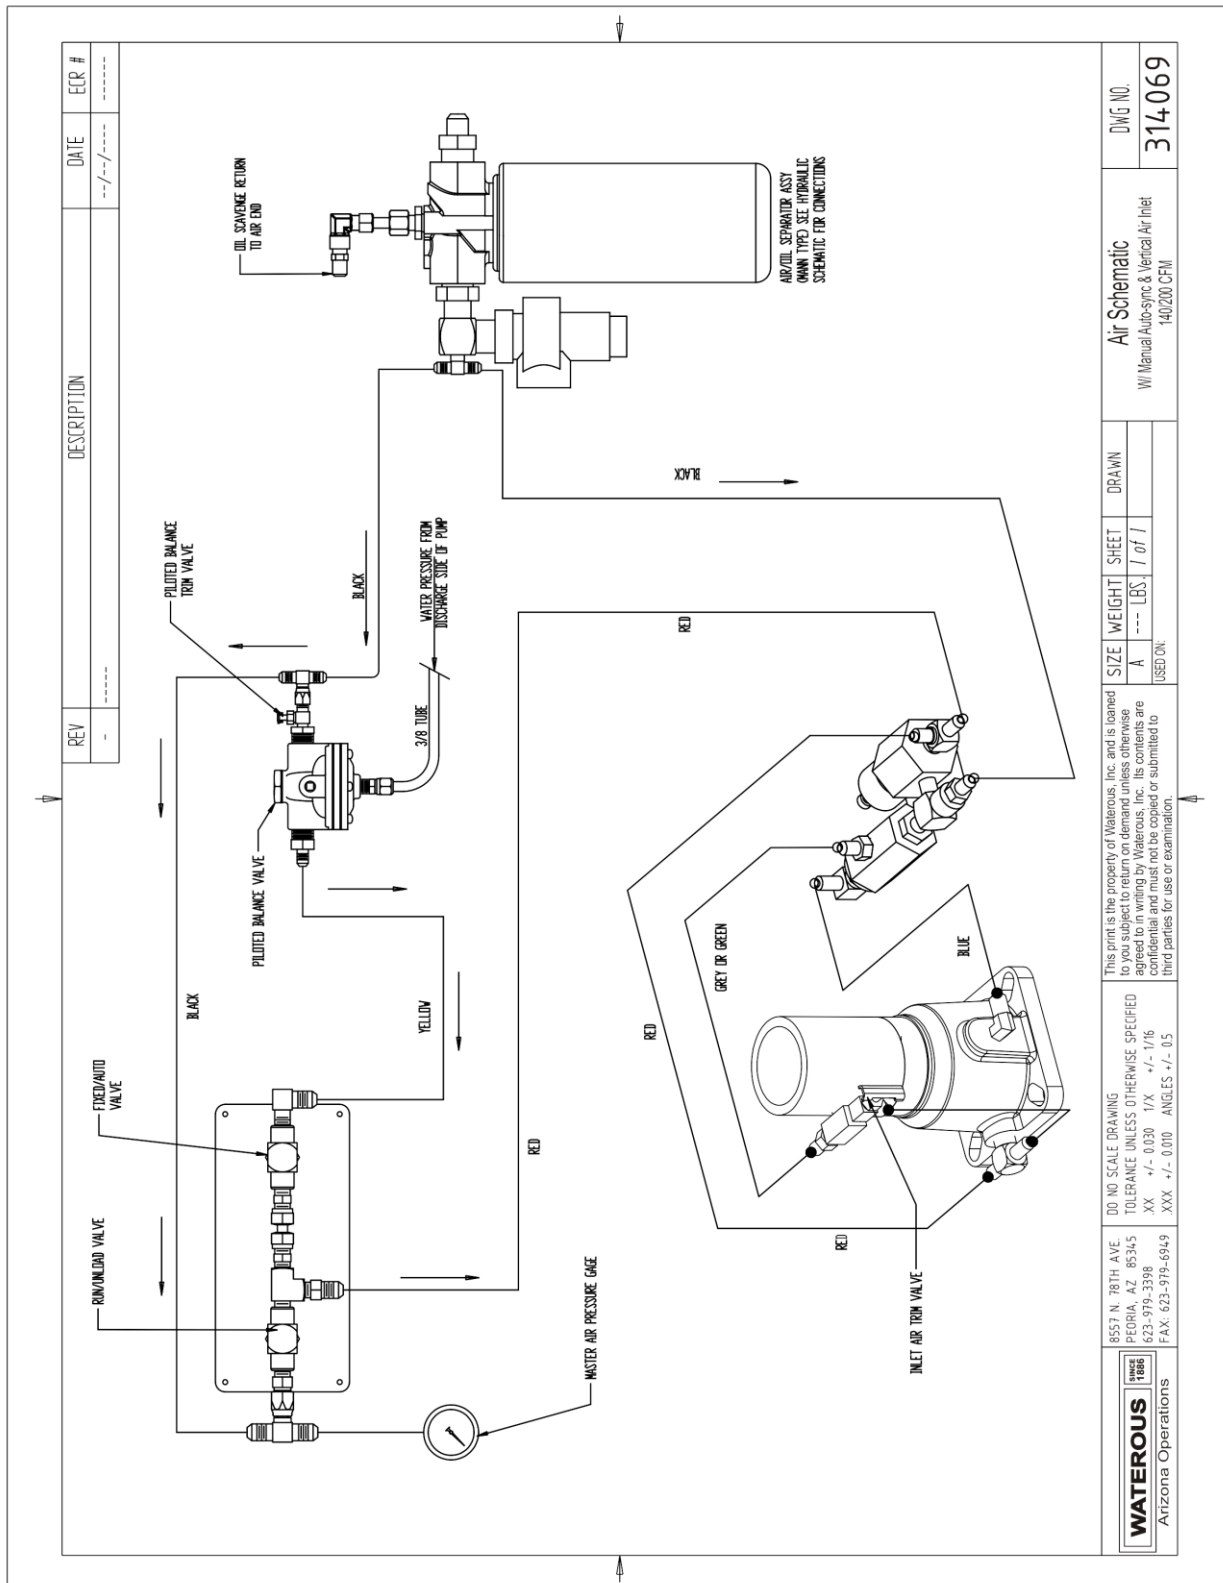 REV
DESCRIPTION
DATE
ECR #
-
-----
--/--/----
-----
OIL SCAVENGE RETURN
TO AIR END
AIR/OIL SEPARATOR ASSY
(MANN TYPE) SEE HYDRAULIC
SCHEMATIC FOR CONNECTIONS
PILOTED BALANCE
TRIM VALVE
BLACK
WATER PRESSURE FROM
DISCHARGE SIDE OF PUMP
3/8 TUBE
PILOTED BALANCE VALVE
BLACK
YELLOW
FIXED/AUTO
VALVE
RUN/UNLOAD VALVE
MASTER AIR PRESSURE GAGE
RED
BLACK
RED
RED
GREY OR GREEN
BLUE
RED
INLET AIR TRIM VALVE
WATEROUS
SINCE
1886
Arizona Operations
8557 N. 78TH AVE.
PEORIA, AZ 85345
623-979-3398
FAX: 623-979-6949
DO NO SCALE DRAWING
TOLERANCE UNLESS OTHERWISE SPECIFIED
.XX +/- 0.030 1/X +/- 1/16
.XXX +/- 0.010 ANGLES +/- 0.5
This print is the property of Waterous, Inc. and is loaned
to you subject to return on demand unless otherwise
agreed to in writing by Waterous, Inc. Its contents are
confidential and must not be copied or submitted to
third parties for use or examination.
SIZE WEIGHT SHEET DRAWN
A --- LBS. 1 of 1
USED ON:
Air Schematic
W/ Manual Auto-sync & Vertical Air Inlet
140/200 CFM
DWG NO.
314069